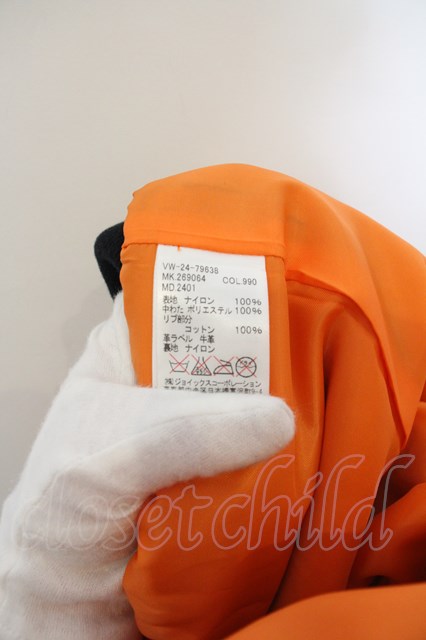 VW-24-79638
MK.269064 COL.990
MD.2401
表地 ナイロン 100%
中わた ポリエステル 100%
リブ部分
コットン 100%
革ラベル 牛革
裏地 ナイロン
㈱ジョイックスコーポレーション
closet child